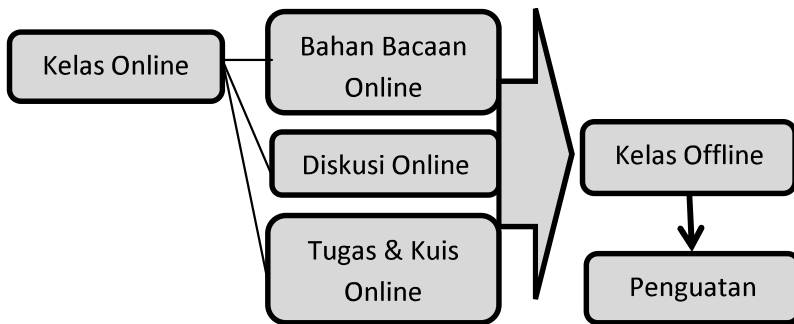 Kelas Online
Bahan Bacaan
Online
Diskusi Online
Tugas & Kuis
Online
Kelas Offline
Penguatan